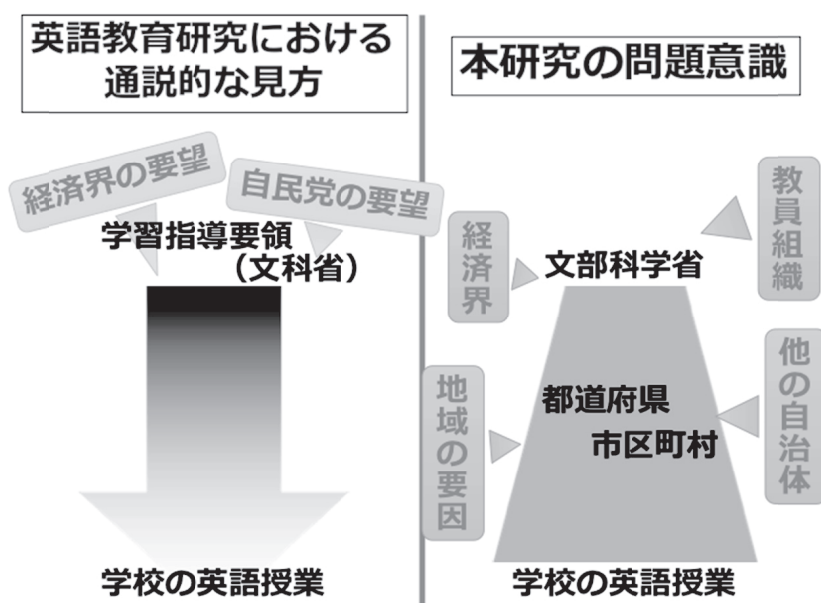 英語教育研究における
通説的な見方
経済界の要望
自民党の要望
学習指導要領
（文科省）
学校の英語授業
本研究の問題意識
経済界
教員組織
文部科学省
地域の要因
都道府県
市区町村
他の自治体
学校の英語授業